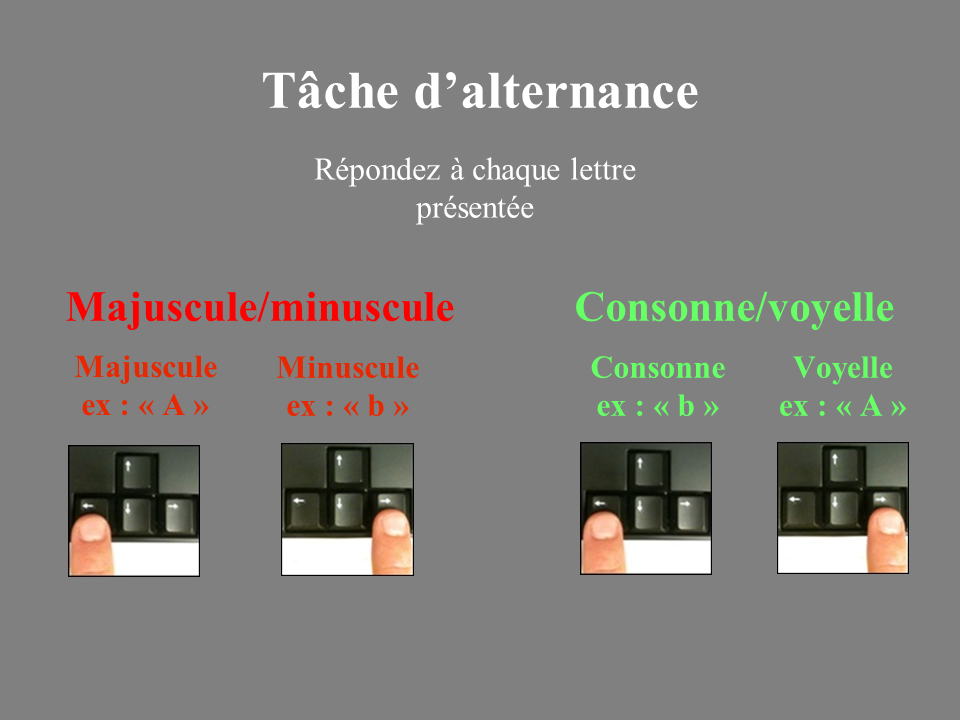 Tâche d’alternance
Répondez à chaque lettre
présentée
Majuscule/minuscule
Majuscule
ex : « A »
Minuscule
ex : « b »
Consonne/voyelle
Consonne
ex : « b »
Voyelle
ex : « A »